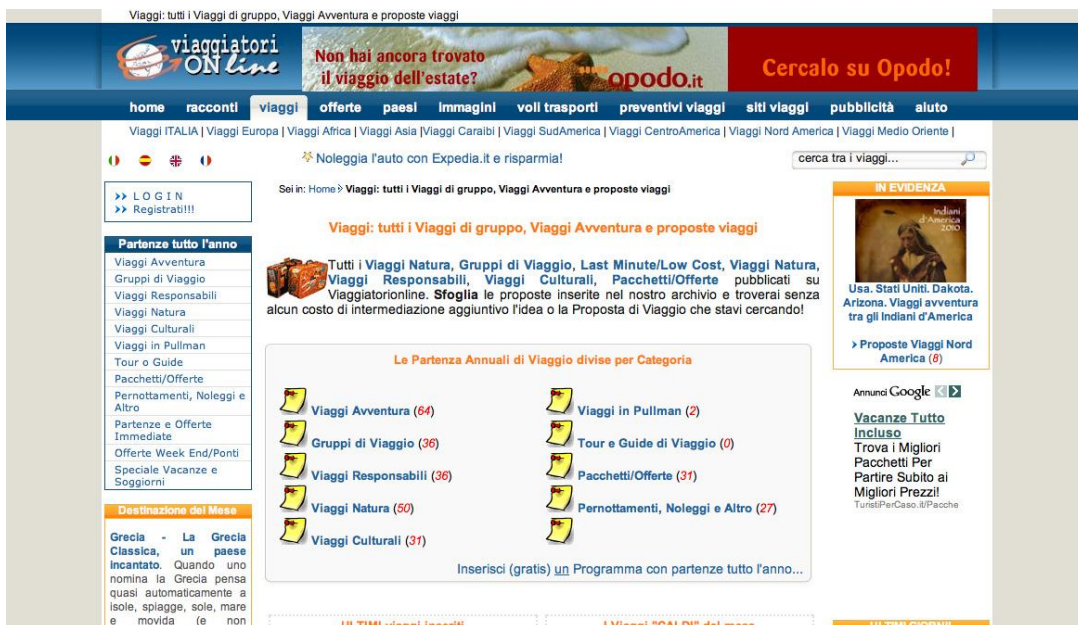 Viaggi: tutti i Viaggi di gruppo, Viaggi Avventura e proposte viaggi
viaggiatori
ONLine
Non hai ancora trovato
il viaggio dell'estate?
opodo.it
Cercalo su Opodo!
home racconti viaggi offerte paesi immagini voli trasporti preventivi viaggi siti viaggi pubblicità aiuto
Viaggi ITALIA | Viaggi Europa | Viaggi Africa | Viaggi Asia |Viaggi Caraibi | Viaggi SudAmerica | Viaggi CentroAmerica | Viaggi Nord America | Viaggi Medio Oriente |
Noleggia l'auto con Expedia.it e risparmia!
cerca tra i viaggi...
>> L O G I N
>> Registrati!!!
Partenze tutto l'anno
Viaggi Avventura
Gruppi di Viaggio
Viaggi Responsabili
Viaggi Natura
Viaggi Culturali
Viaggi in Pullman
Tour o Guide
Pacchetti/Offerte
Pernottamenti, Noleggi e
Altro
Partenze e Offerte
Immediate
Offerte Week End/Ponti
Speciale Vacanze e
Soggiorni
Destinazione del Mese
Grecia - La Grecia
Classica, un paese
incantato. Quando uno
nomina la Grecia pensa
quasi automaticamente a
isole, spiagge, sole, mare
e movida (e non
Sei in: Home > Viaggi: tutti i Viaggi di gruppo, Viaggi Avventura e proposte viaggi
Viaggi: tutti i Viaggi di gruppo, Viaggi Avventura e proposte viaggi
Tutti i Viaggi Natura, Gruppi di Viaggio, Last Minute/Low Cost, Viaggi Natura,
Viaggi Responsabili, Viaggi Culturali, Pacchetti/Offerte pubblicati su
Viaggiatorionline. Sfoglia le proposte inserite nel nostro archivio e troverai senza
alcun costo di intermediazione aggiuntivo l'idea o la Proposta di Viaggio che stavi cercando!
Le Partenza Annuali di Viaggio divise per Categoria
Viaggi Avventura (64)
Gruppi di Viaggio (36)
Viaggi Responsabili (36)
Viaggi Natura (50)
Viaggi Culturali (31)
Viaggi in Pullman (2)
Tour e Guide di Viaggio (0)
Pacchetti/Offerte (31)
Pernottamenti, Noleggi e Altro (27)
Inserisci (gratis) un Programma con partenze tutto l'anno...
ULTIMI viaggi inseriti
I Viaggi "CALDI" del mese
IN EVIDENZA
Indiani
d'America
2010
Usa. Stati Uniti. Dakota.
Arizona. Viaggi avventura
tra gli Indiani d'America
> Proposte Viaggi Nord
America (8)
Annunci Google
Vacanze Tutto
Incluso
Trova i Migliori
Pacchetti Per
Partire Subito ai
Migliori Prezzi!
TuristiPerCaso.it/Pacche
ULTIMI GIORNI!